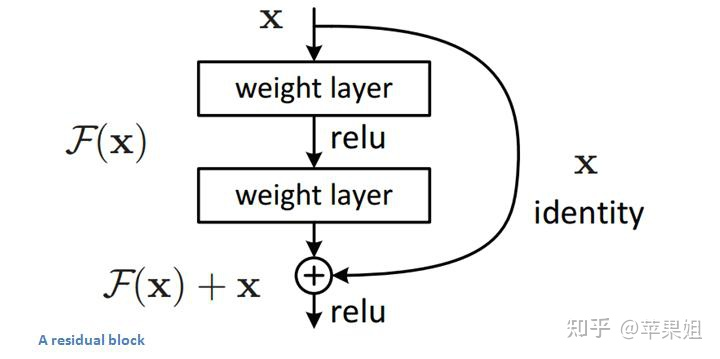 x
weight layer
F(x)
relu
x
weight layer
identity
F(x) + x
+
relu
A residual block
知乎 @苹果姐